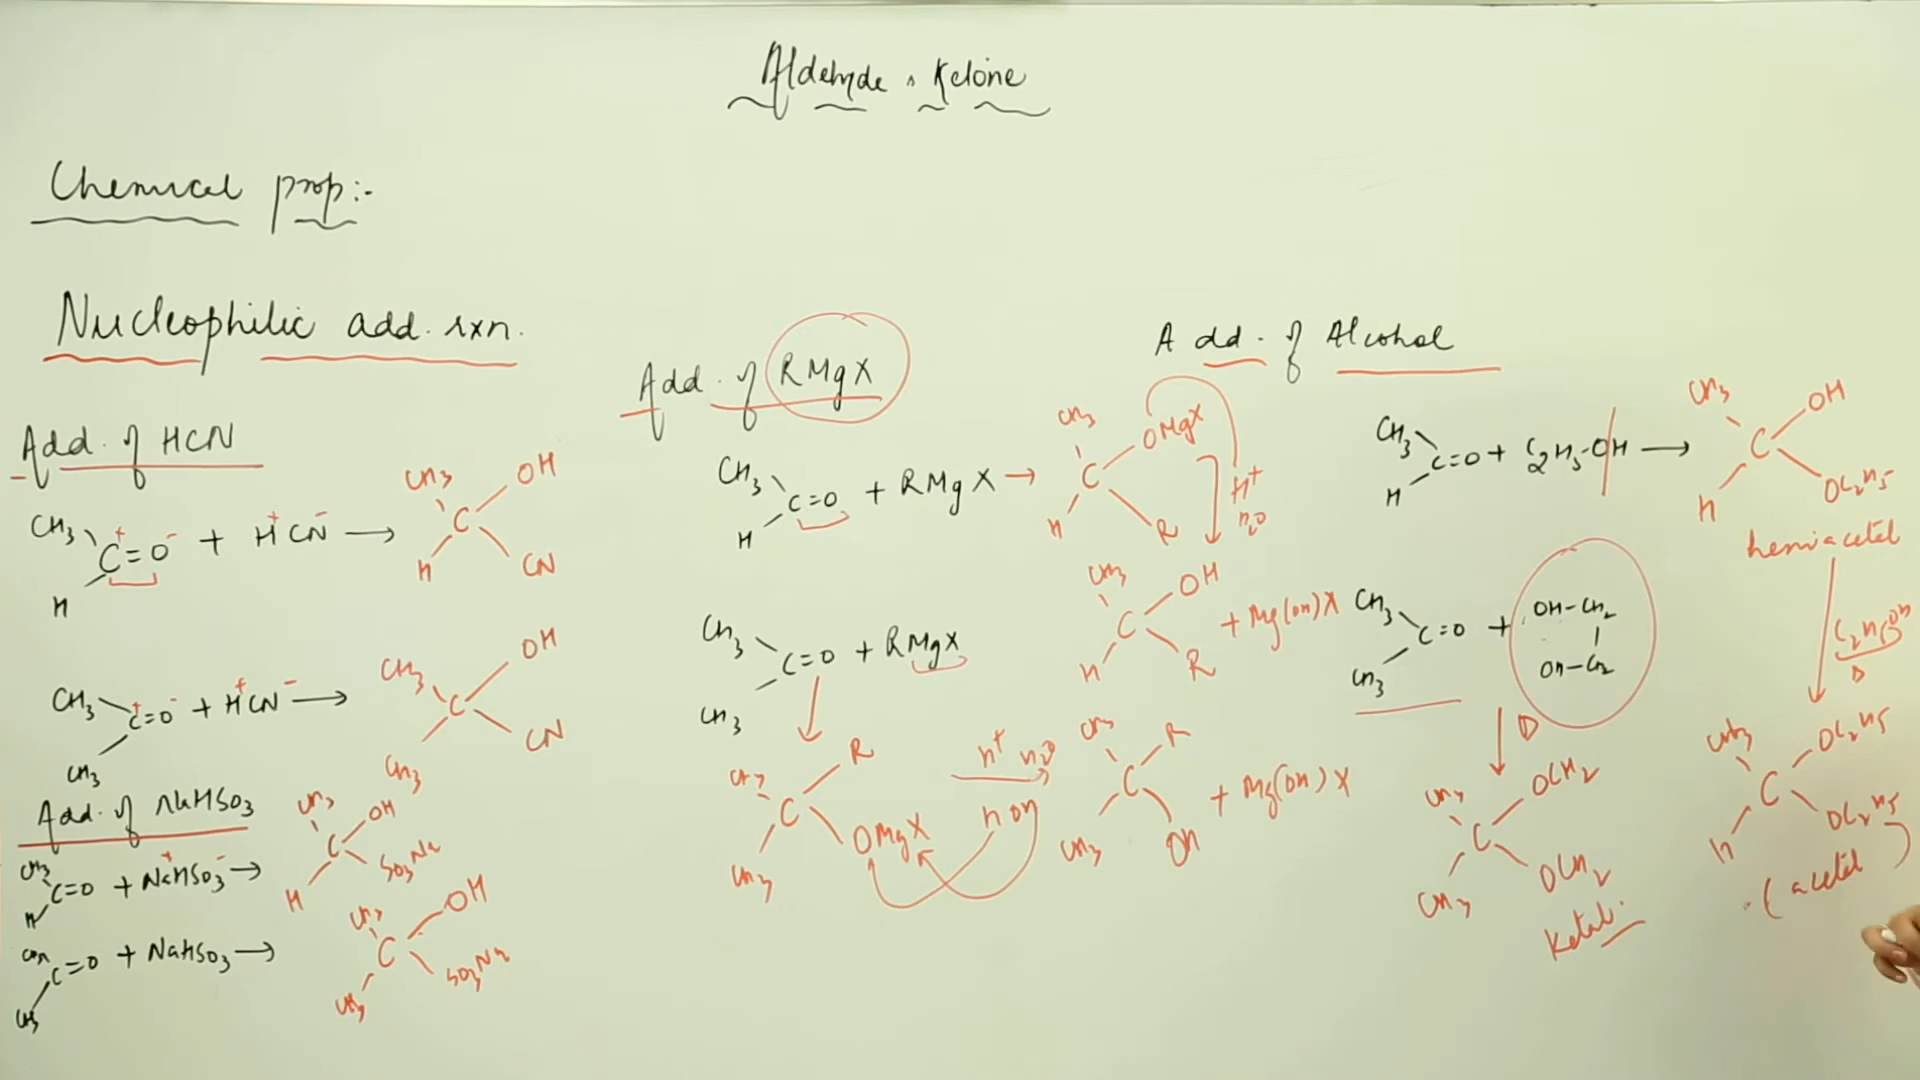 Aldehyde & Ketone
Chemical prop:-
Nucleophilic add. rxn.
Add. of HCN
CH3
C=O + HCN →
H
CH3 OH
C
H CN
CH3
C=O + HCN →
CH3
CH3 OH
C
CH3 CN
Add. of NaHSO3
CH3
C=O + NaHSO3 →
H
CH3 OH
C
H SO3Na
CH3
C=O + NaHSO3 →
CH3
CH3 OH
C
CH3 SO3Na
Add. of RMgX
CH3
C=O + RMgX →
H
CH3 OMgX
C
H R
H+
H2O
CH3 OH
C + Mg(OH)X
H R
CH3
C=O + RMgX
CH3
CH3 R
C
CH3 OMgX
H+ H2O
H OH
CH3 R
C + Mg(OH)X
CH3 OH
Add. of Alcohol
CH3
C=O + C2H5-OH →
H
CH3 OH
C
H OC2H5
hemiacetal
C2H5OH
Δ
CH3 OC2H5
C
H OC2H5
(acetal
CH3
C=O +
CH3
OH-CH2
OH-CH2
Δ
CH3 OCH2
C
CH3 OCH2
Ketal.